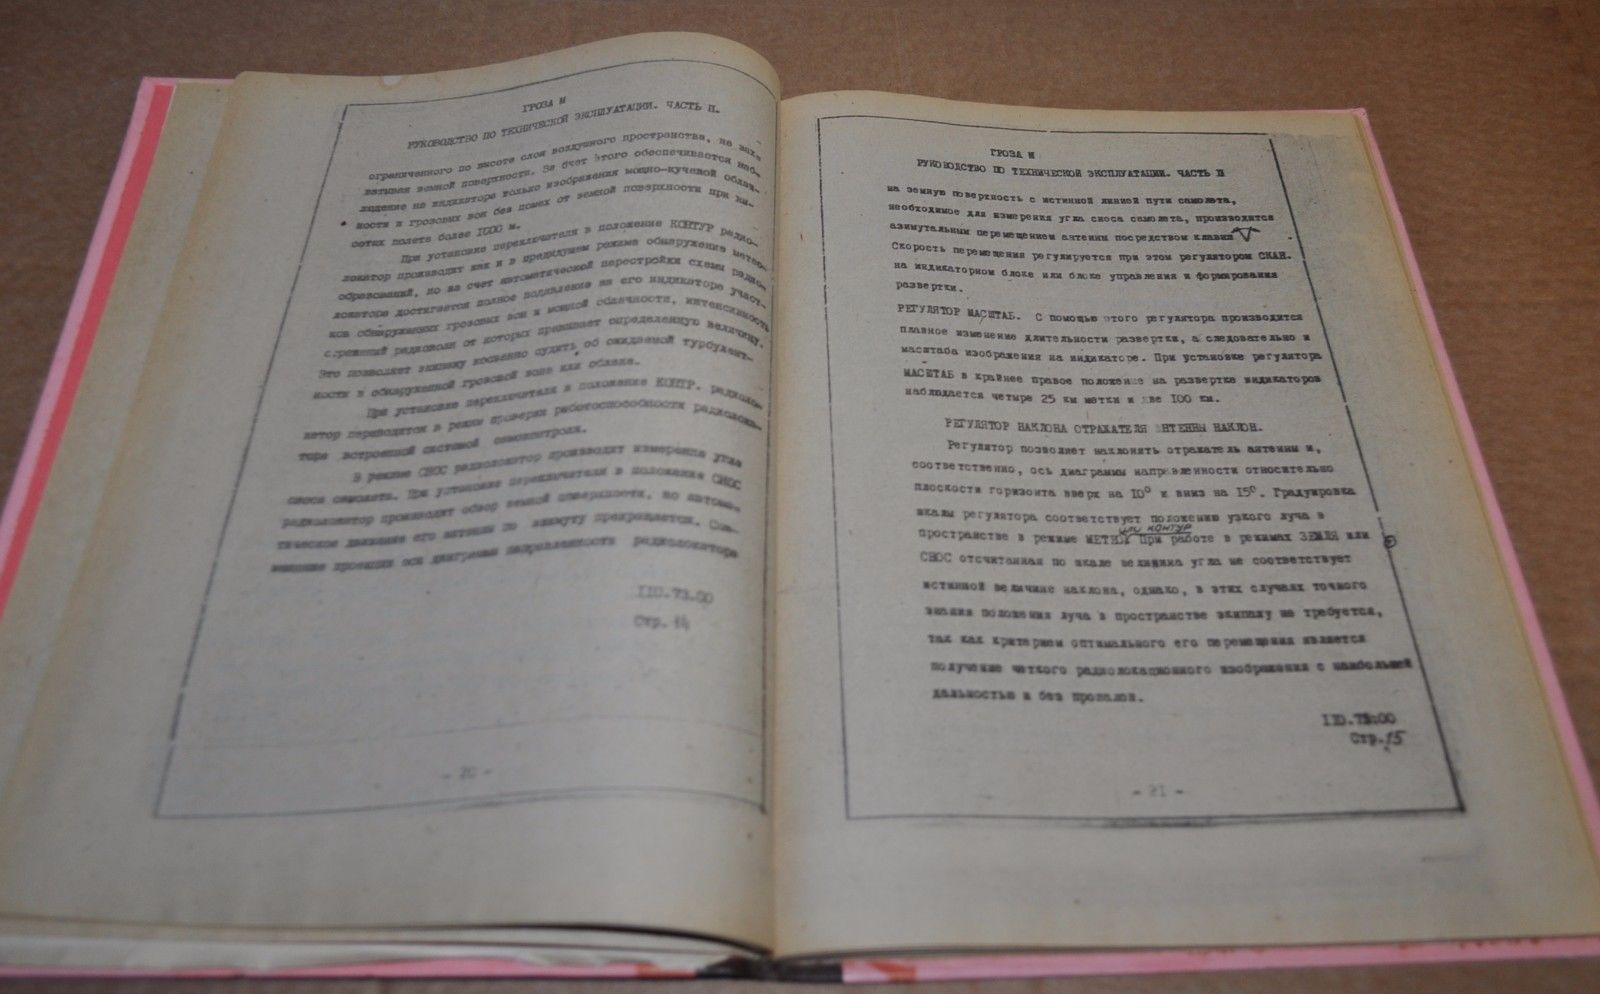 ГРОЗА М
РУКОВОДСТВО ПО ТЕХНИЧЕСКОЙ ЭКСПЛУАТАЦИИ. ЧАСТЬ П.
ограниченного по высоте слоя воздушного пространства, не захва-
тывая земной поверхности. За счет этого обеспечивается наб-
людение на индикаторе только изображения мощно-кучевой облач-
ности и грозовых зон без помех от земной поверхности при вы-
сотах полета более 1000 м.
При установке переключателя в положение КОНТУР радио-
локатор производит как и в предыдущем режиме обнаружение метео-
образований, но за счет автоматической перестройки схемы радио-
локатора достигается полное подавление на его индикаторе участ-
ков обнаруженных грозовых зон и мощной облачности, интенсивность
отражений радиоволн от которых превышает определенную величину.
Это позволяет экипажу косвенно судить об ожидаемой турбулент-
ности в обнаруженной грозовой зоне или облаке.
При установке переключателя в положение КОНТР. радиоло-
катор переводится в режим проверки работоспособности радиолока-
тора встроенной системой самоконтроля.
В режиме СНОС радиолокатор производит измерение угла
сноса самолета. При установке переключателя в положение СНОС
радиолокатор производит обзор земной поверхности, но автома-
тическое движение его антенны по азимуту прекращается. Сов-
мещение проекции оси диаграммы направленности радиолокатора
110.73.00
Стр. 14
- 20 -
ГРОЗА М
РУКОВОДСТВО ПО ТЕХНИЧЕСКОЙ ЭКСПЛУАТАЦИИ. ЧАСТЬ П
на земную поверхность с истинной линией пути самолета,
необходимое для измерения угла сноса самолета, производится
азимутальным перемещением антенны посредством клавиш
Скорость перемещения регулируется при этом регулятором СКАН.
на индикаторном блоке или блоке управления и формирования
развертки.
РЕГУЛЯТОР МАСШТАБ. С помощью этого регулятора производится
плавное изменение длительности развертки, а следовательно и
масштаба изображения на индикаторе. При установке регулятора
МАСШТАБ в крайнее правое положение на развертке индикаторов
наблюдается четыре 25 км метки и две 100 км.
РЕГУЛЯТОР НАКЛОНА ОТРАЖАТЕЛЯ АНТЕННЫ НАКЛОН.
Регулятор позволяет наклонять отражатель антенны и,
соответственно, ось диаграммы направленности относительно
плоскости горизонта вверх на 10° и вниз на 15°. Градуировка
шкалы регулятора соответствует положению узкого луча в
или контур
пространстве в режиме МЕТЕО. При работе в режимах ЗЕМЛЯ или
СНОС отсчитанная по шкале величина угла не соответствует
истинной величине наклона, однако, в этих случаях точного
знания положения луча в пространстве экипажу не требуется,
так как критерием оптимального его перемещения является
получение четкого радиолокационного изображения с наибольшей
дальностью и без провалов.
110.73.00
Стр. 15
- 21 -